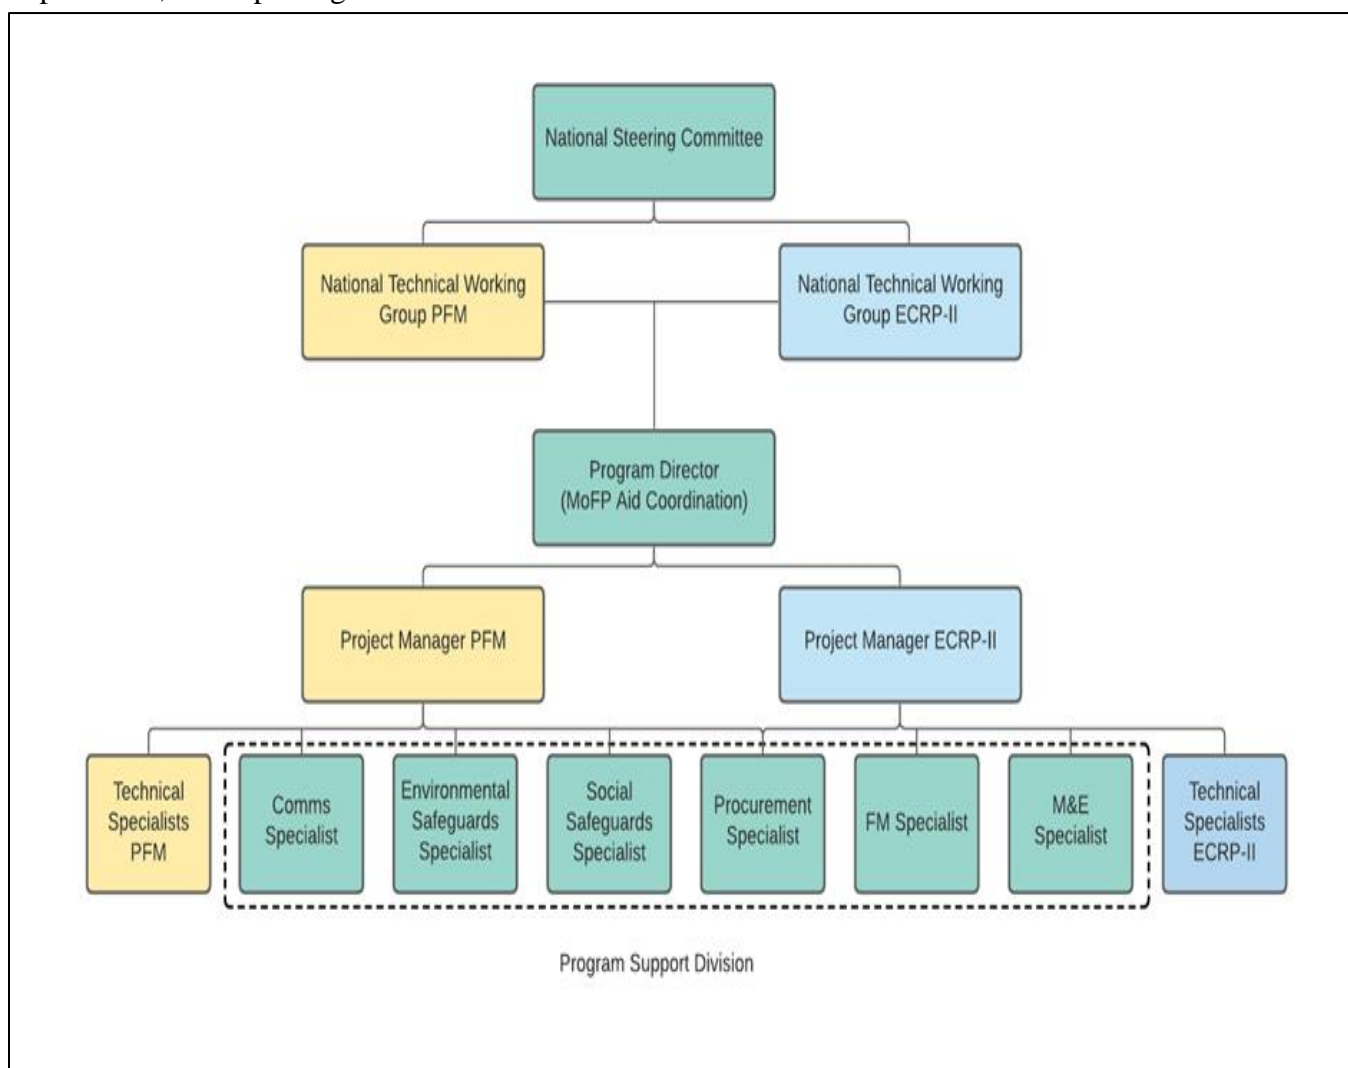 National Steering Committee
National Technical Working
Group PFM
National Technical Working
Group ECRP-II
Program Director
(MoFP Aid Coordination)
Project Manager PFM
Project Manager ECRP-II
Technical
Specialists
PFM
Comms
Specialist
Environmental
Safeguards
Specialist
Social
Safeguards
Specialist
Procurement
Specialist
FM Specialist
M&E
Specialist
Technical
Specialists
ECRP-II
Program Support Division